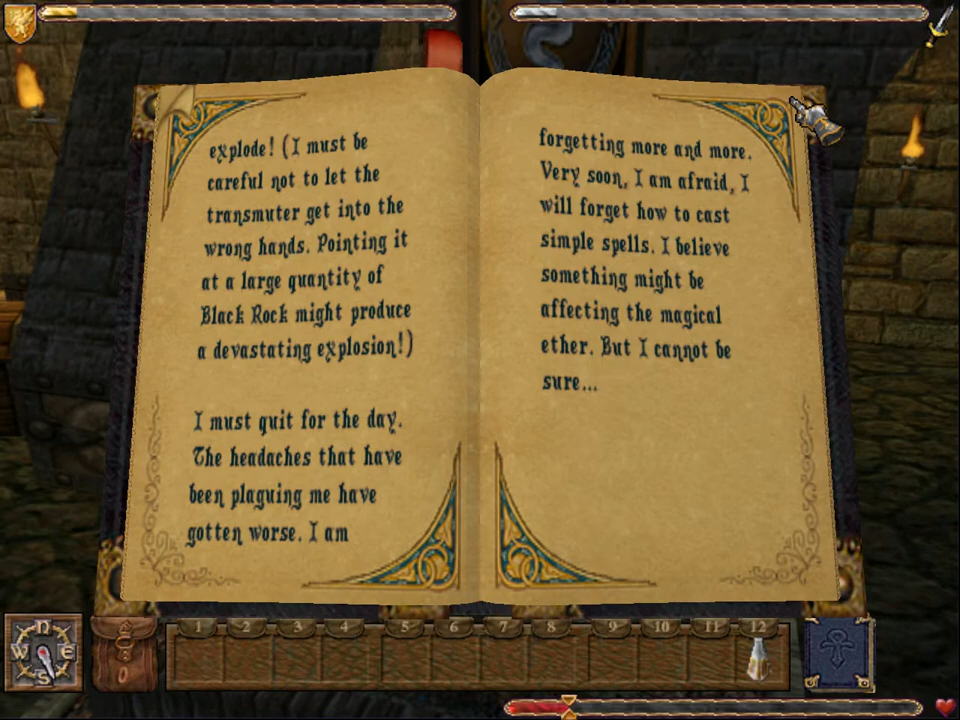 explode! (I must be
careful not to let the
transmuter get into the
wrong hands. Pointing it
at a large quantity of
Black Rock might produce
a devastating explosion!)
I must quit for the day.
The headaches that have
been plaguing me have
gotten worse. I am
forgetting more and more.
Very soon, I am afraid, I
will forget how to cast
simple spells. I believe
something might be
affecting the magical
ether. But I cannot be
sure...
1 2 3 4 5 6 7 8 9 10 11 12
n
W E
S